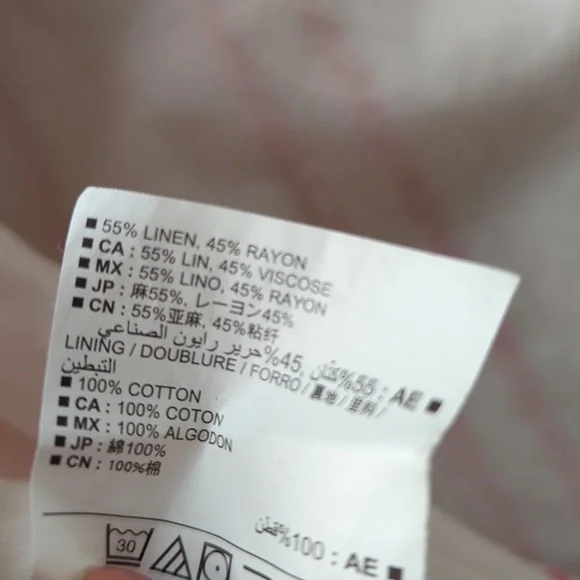 ■ 55% LINEN, 45% RAYON
■ CA : 55% LIN, 45% VISCOSE
■ MX : 55% LINO, 45% RAYON
■ JP : 麻55%, レーヨン45%
■ CN : 55%亚麻, 45%粘纤
■ AE : 55%كتان, 45%حرير رايون الصناعي
LINING / DOUBLURE / FORRO / 裏地 / 里料 /
التبطين
■ 100% COTTON
■ CA : 100% COTON
■ MX : 100% ALGODON
■ JP : 綿100%
■ CN : 100%棉
■ AE : 100%قطن
30